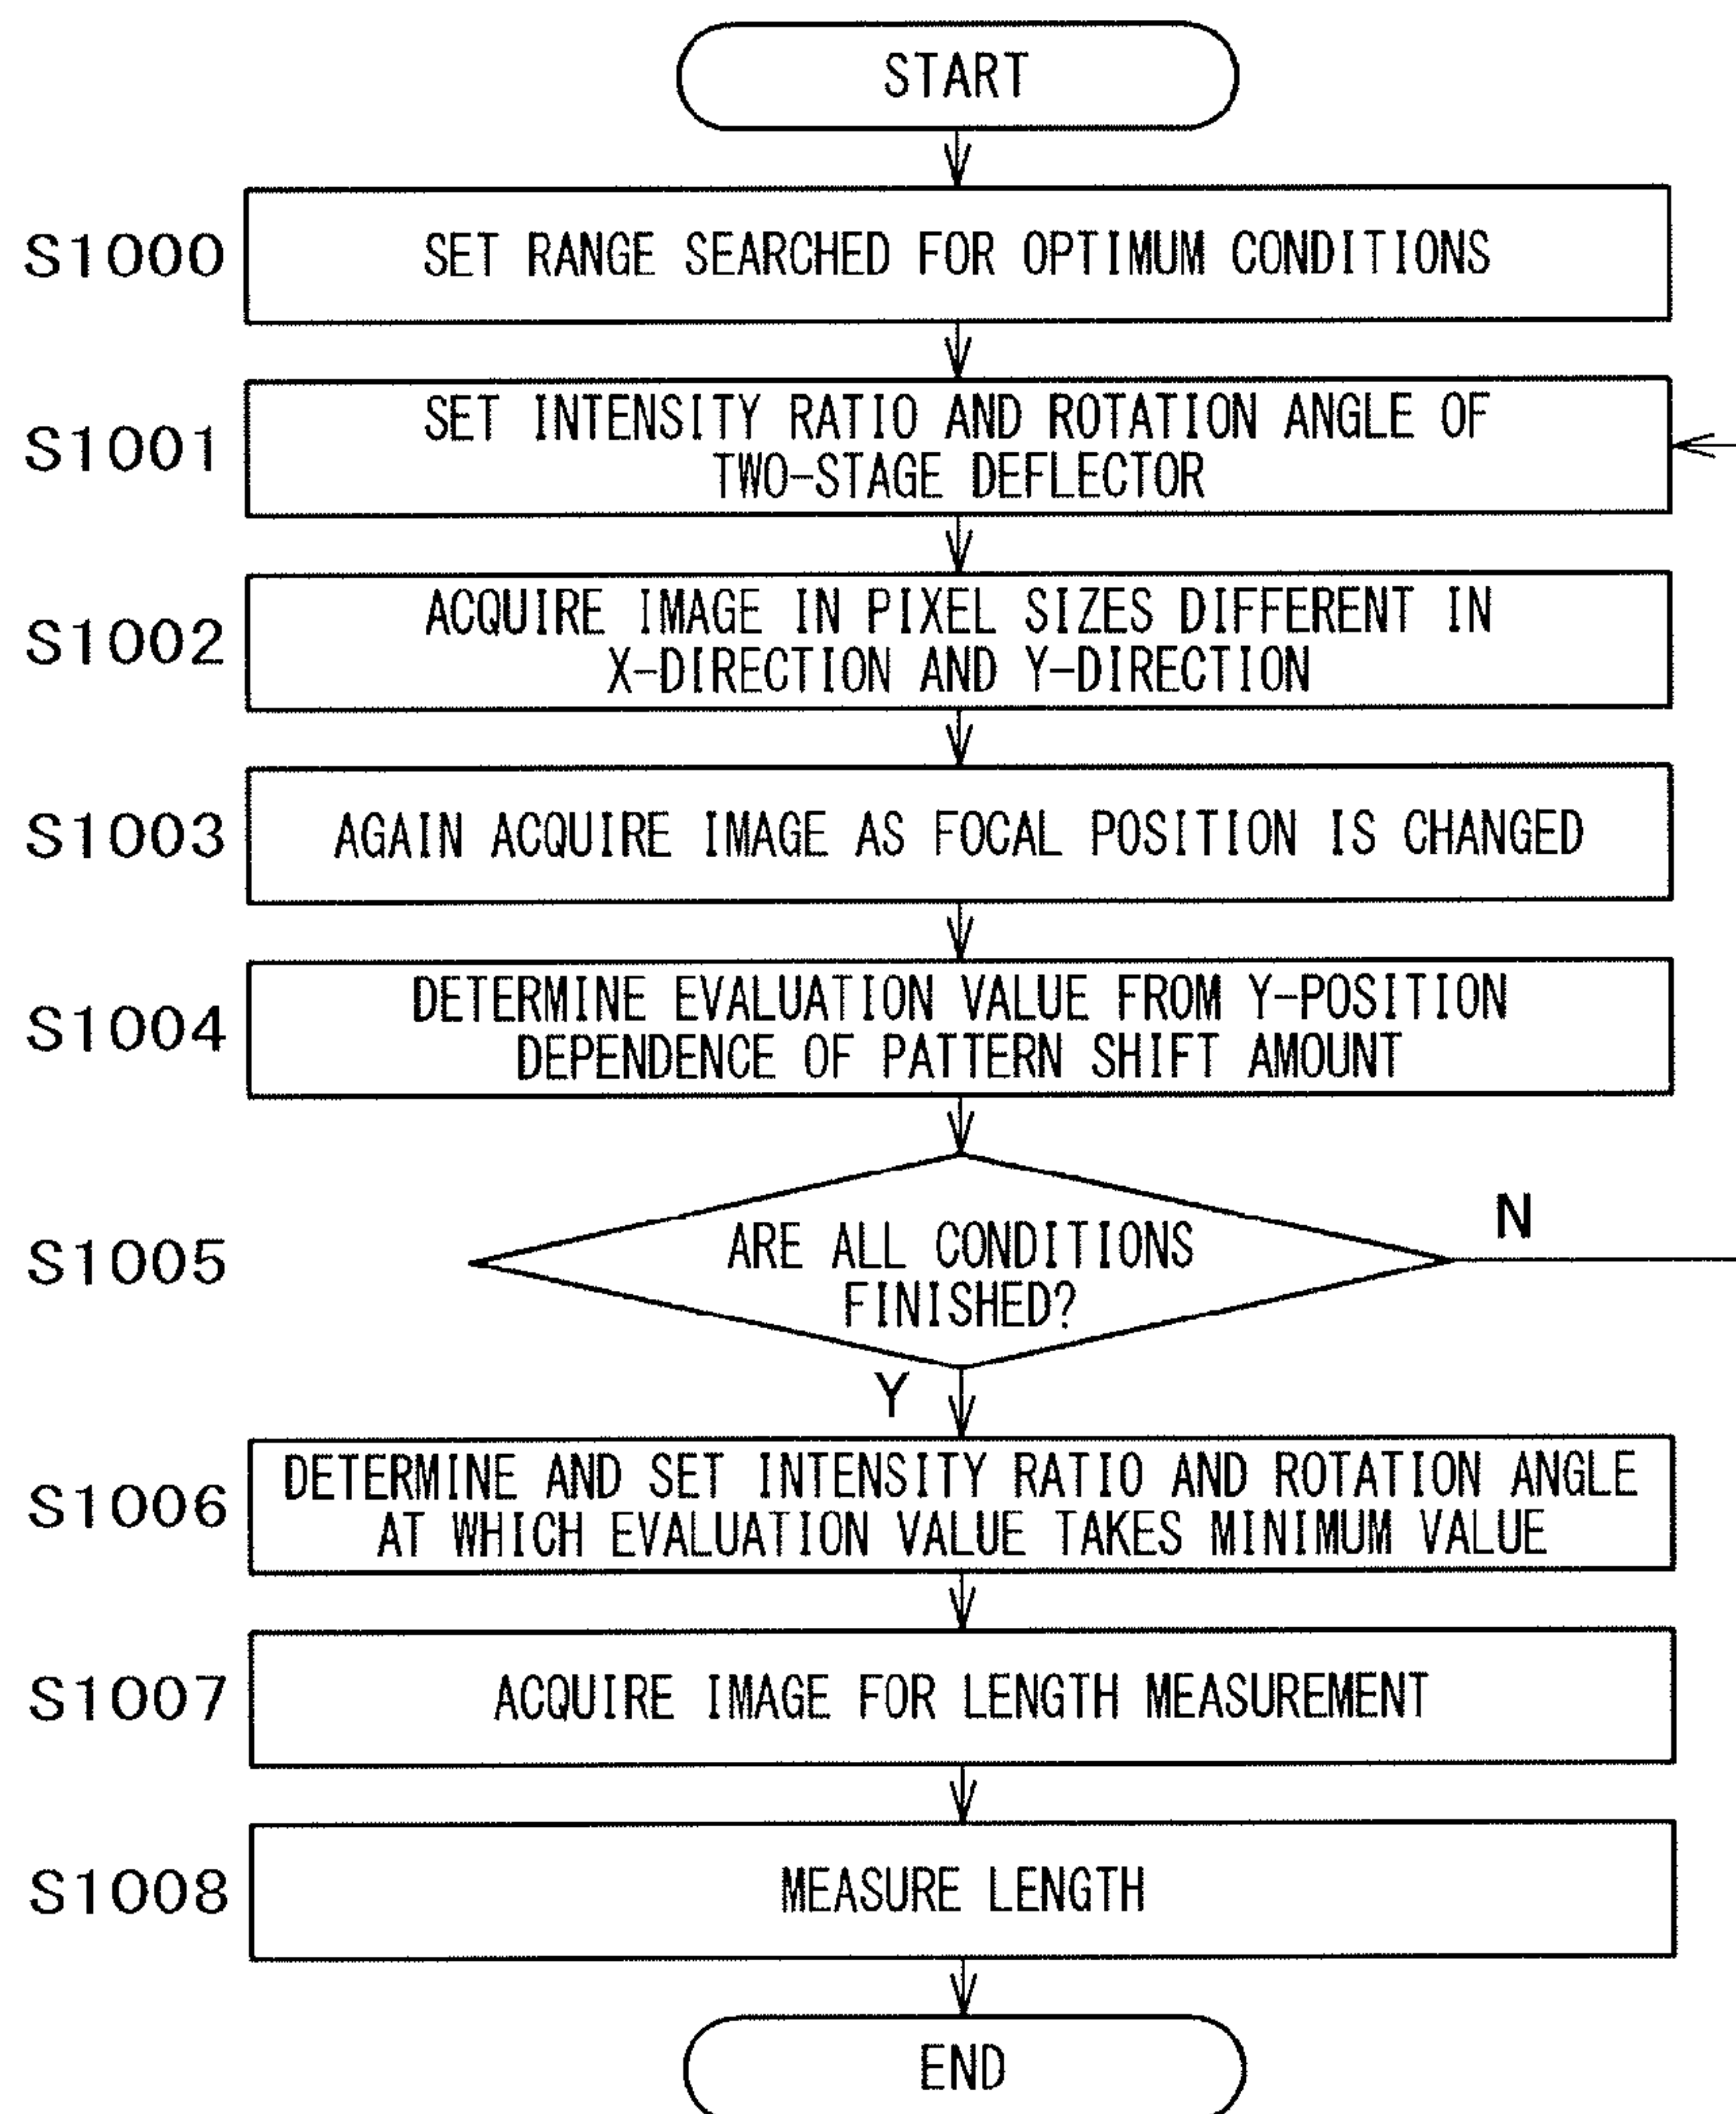 START
S1000
SET RANGE SEARCHED FOR OPTIMUM CONDITIONS
S1001
SET INTENSITY RATIO AND ROTATION ANGLE OF
TWO-STAGE DEFLECTOR
S1002
ACQUIRE IMAGE IN PIXEL SIZES DIFFERENT IN
X-DIRECTION AND Y-DIRECTION
S1003
AGAIN ACQUIRE IMAGE AS FOCAL POSITION IS CHANGED
S1004
DETERMINE EVALUATION VALUE FROM Y-POSITION
DEPENDENCE OF PATTERN SHIFT AMOUNT
S1005
ARE ALL CONDITIONS
FINISHED?
N
Y
S1006
DETERMINE AND SET INTENSITY RATIO AND ROTATION ANGLE
AT WHICH EVALUATION VALUE TAKES MINIMUM VALUE
S1007
ACQUIRE IMAGE FOR LENGTH MEASUREMENT
S1008
MEASURE LENGTH
END